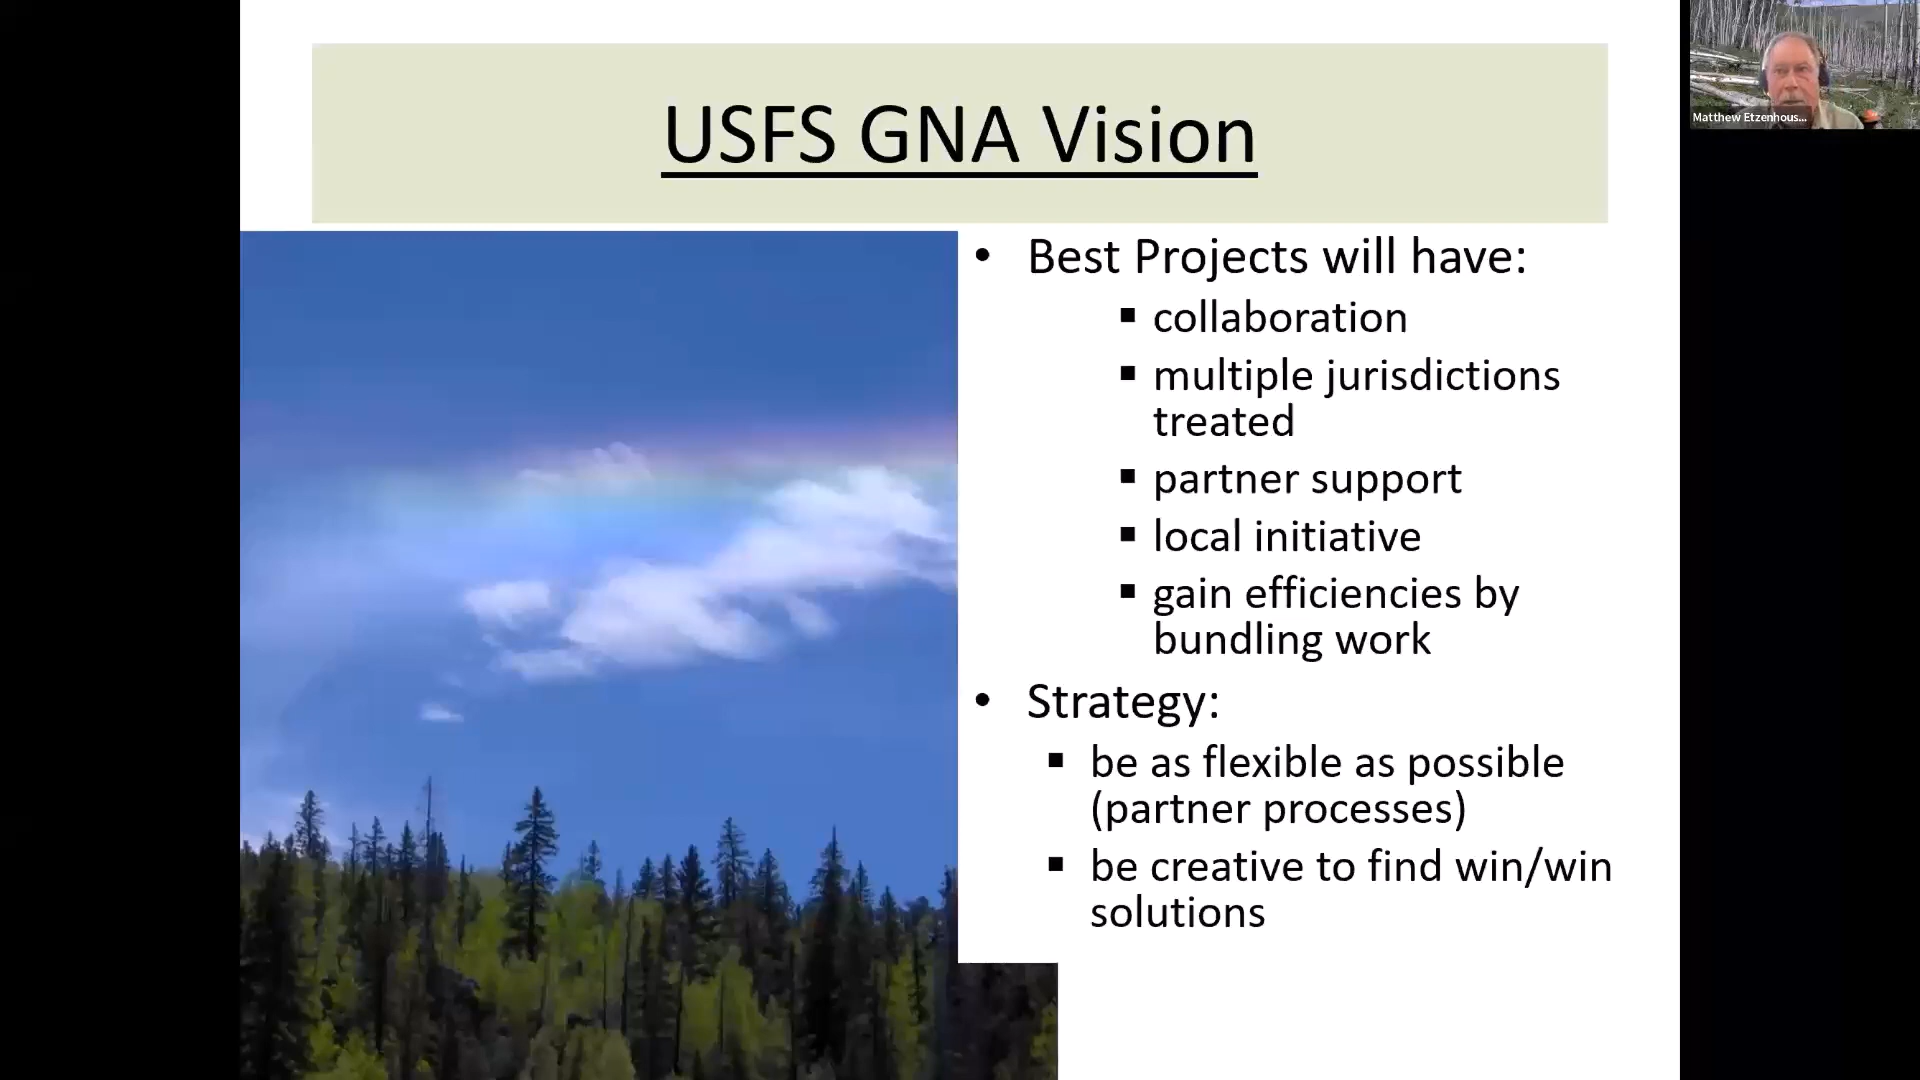 USFS GNA Vision
Matthew Etzenhous...
• Best Projects will have:
▪ collaboration
▪ multiple jurisdictions
treated
▪ partner support
▪ local initiative
▪ gain efficiencies by
bundling work
• Strategy:
▪ be as flexible as possible
(partner processes)
▪ be creative to find win/win
solutions